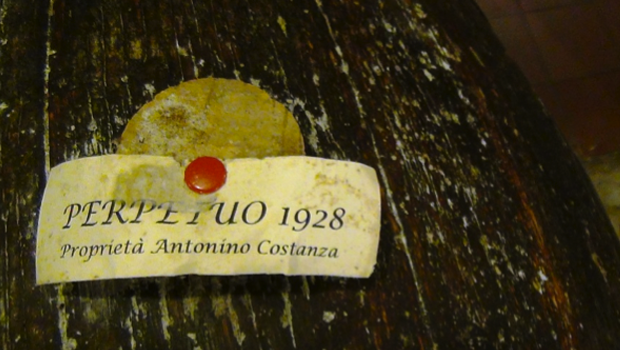 PERPETUO 1928
Proprietà Antonino Costanza